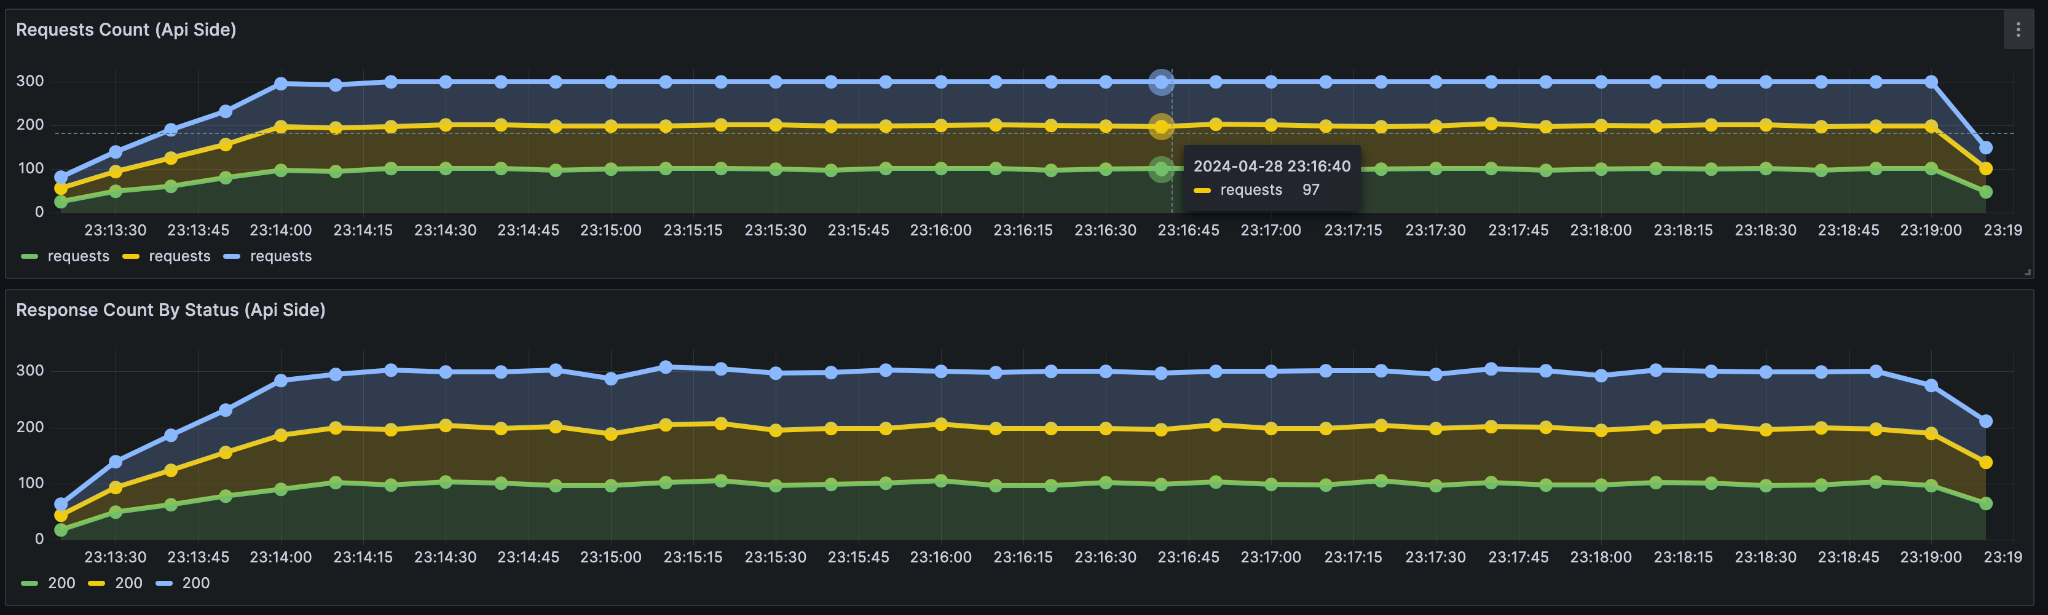 Requests Count (Api Side)
300
200
100
0
2024-04-28 23:16:40
requests 97
23:13:30 23:13:45 23:14:00 23:14:15 23:14:30 23:14:45 23:15:00 23:15:15 23:15:30 23:15:45 23:16:00 23:16:15 23:16:30 23:16:45 23:17:00 23:17:15 23:17:30 23:17:45 23:18:00 23:18:15 23:18:30 23:18:45 23:19:00 23:19
requests requests requests
Response Count By Status (Api Side)
300
200
100
0
23:13:30 23:13:45 23:14:00 23:14:15 23:14:30 23:14:45 23:15:00 23:15:15 23:15:30 23:15:45 23:16:00 23:16:15 23:16:30 23:16:45 23:17:00 23:17:15 23:17:30 23:17:45 23:18:00 23:18:15 23:18:30 23:18:45 23:19:00 23:19
200 200 200